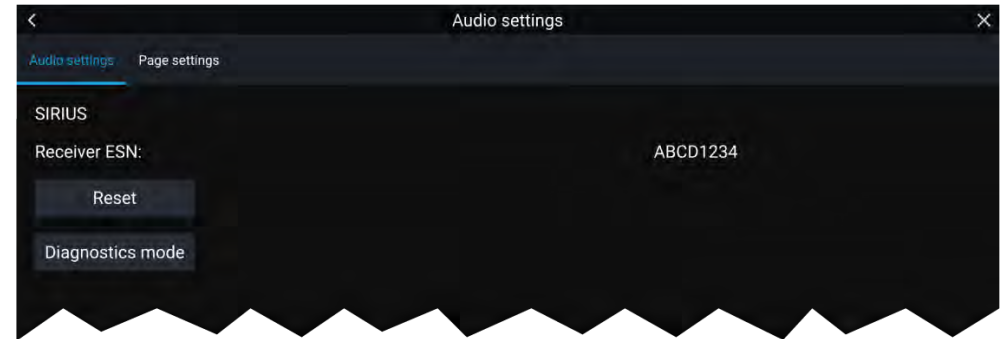 Audio settings
Audio settings Page settings
SIRIUS
Receiver ESN: ABCD1234
Reset
Diagnostics mode